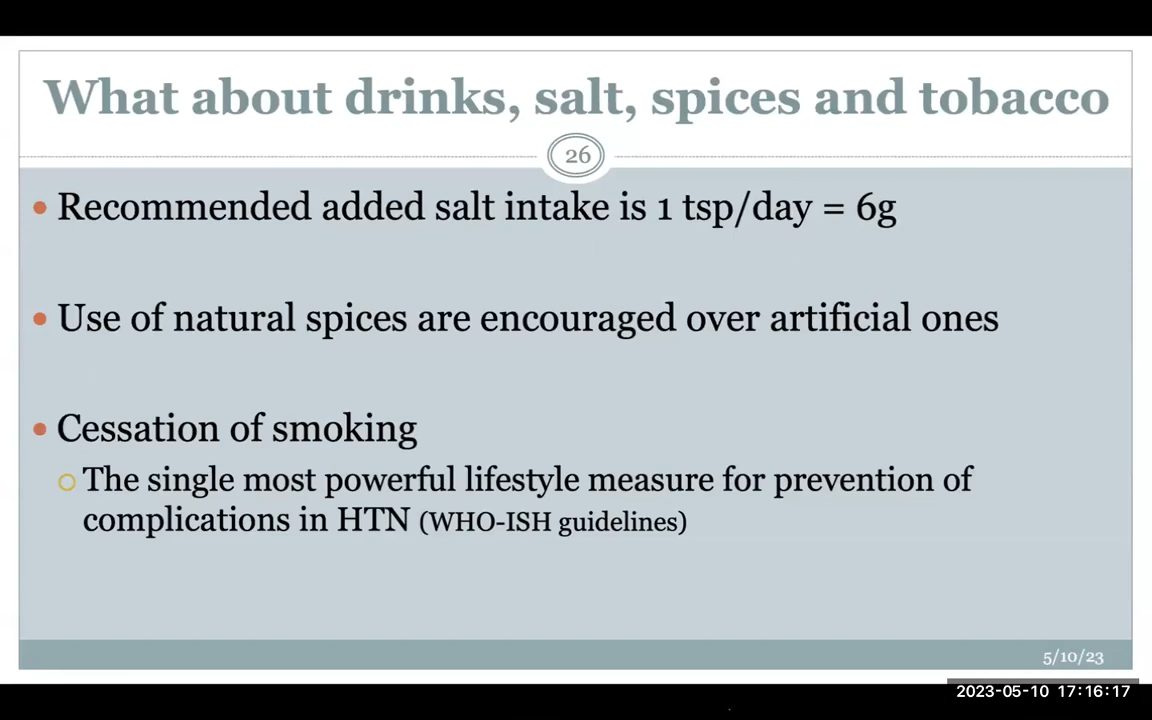 What about drinks, salt, spices and tobacco
26
Recommended added salt intake is 1 tsp/day = 6g
Use of natural spices are encouraged over artificial ones
Cessation of smoking
The single most powerful lifestyle measure for prevention of
complications in HTN (WHO-ISH guidelines)
5/10/23
2023-05-10 17:16:17